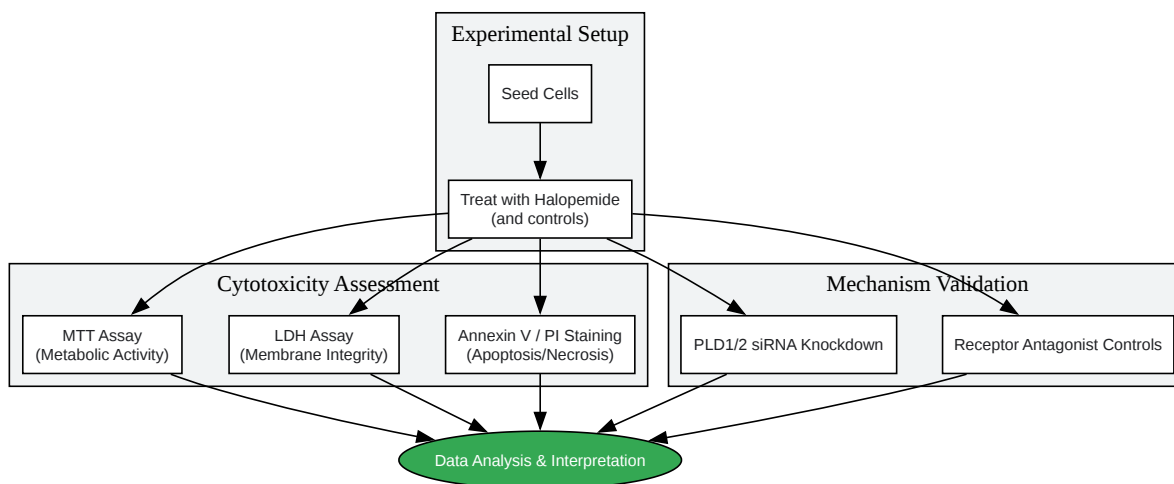 Experimental Setup
Seed Cells
Treat with Halopemide
(and controls)
Cytotoxicity Assessment
MTT Assay
(Metabolic Activity)
LDH Assay
(Membrane Integrity)
Annexin V / PI Staining
(Apoptosis/Necrosis)
Mechanism Validation
PLD1/2 siRNA Knockdown
Receptor Antagonist Controls
Data Analysis & Interpretation